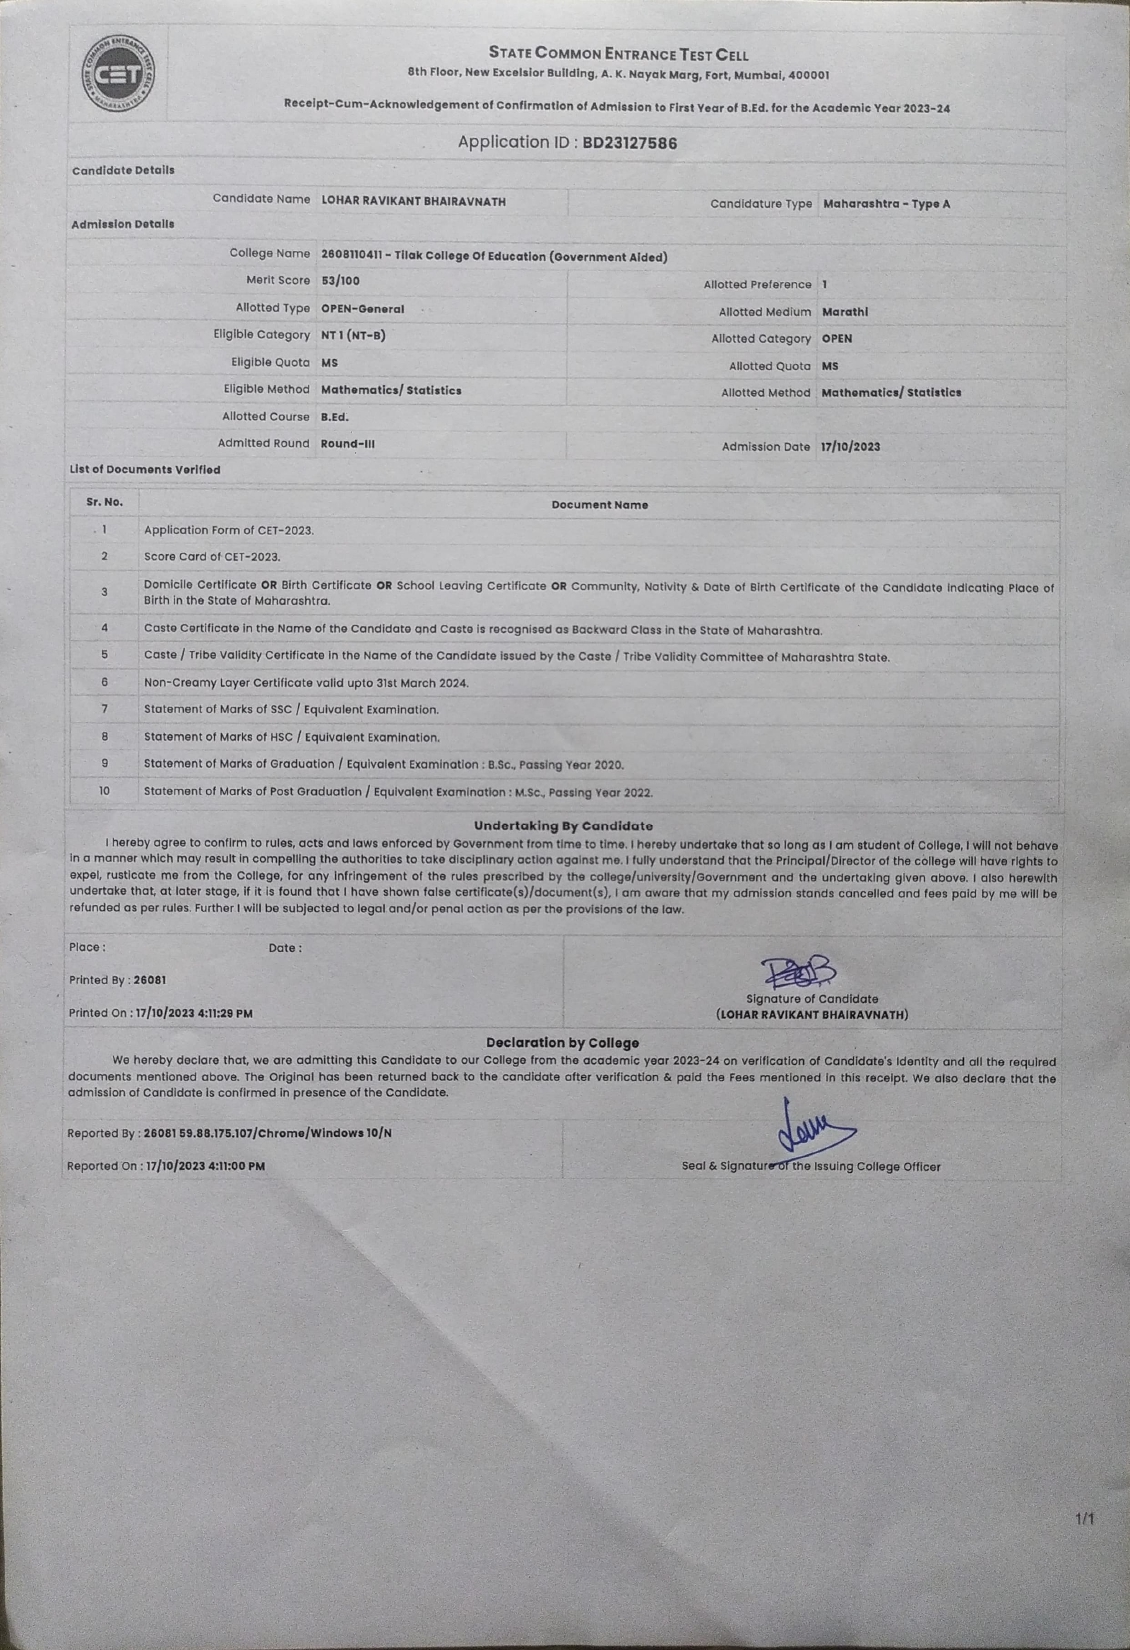 STATE COMMON ENTRANCE TEST CELL
CET
MAHARASHTRA
STATE COMMON ENTRANCE TEST CELL
8th Floor, New Excelsior Building, A. K. Nayak Marg, Fort, Mumbai, 400001
Receipt-Cum-Acknowledgement of Confirmation of Admission to First Year of B.Ed. for the Academic Year 2023-24
Application ID : BD23127586
Candidate Details
Candidate Name LOHAR RAVIKANT BHAIRAVNATH Candidature Type Maharashtra - Type A
Admission Details
College Name 2608110411 - Tilak College Of Education (Government Aided)
Merit Score 53/100 Allotted Preference 1
Allotted Type OPEN-General Allotted Medium Marathi
Eligible Category NT 1 (NT-B) Allotted Category OPEN
Eligible Quota MS Allotted Quota MS
Eligible Method Mathematics/ Statistics Allotted Method Mathematics/ Statistics
Allotted Course B.Ed.
Admitted Round Round-III Admission Date 17/10/2023
List of Documents Verified
Sr. No. Document Name
1 Application Form of CET-2023.
2 Score Card of CET-2023.
3 Domicile Certificate OR Birth Certificate OR School Leaving Certificate OR Community, Nativity & Date of Birth Certificate of the Candidate Indicating Place of
Birth in the State of Maharashtra.
4 Caste Certificate in the Name of the Candidate and Caste is recognised as Backward Class in the State of Maharashtra.
5 Caste / Tribe Validity Certificate in the Name of the Candidate issued by the Caste / Tribe Validity Committee of Maharashtra State.
6 Non-Creamy Layer Certificate valid upto 31st March 2024.
7 Statement of Marks of SSC / Equivalent Examination.
8 Statement of Marks of HSC / Equivalent Examination.
9 Statement of Marks of Graduation / Equivalent Examination : B.Sc., Passing Year 2020.
10 Statement of Marks of Post Graduation / Equivalent Examination : M.Sc., Passing Year 2022.
Undertaking By Candidate
I hereby agree to confirm to rules, acts and laws enforced by Government from time to time. I hereby undertake that so long as I am student of College, I will not behave
in a manner which may result in compelling the authorities to take disciplinary action against me. I fully understand that the Principal/Director of the college will have rights to
expel, rusticate me from the College, for any Infringement of the rules prescribed by the college/university/Government and the undertaking given above. I also herewith
undertake that, at later stage, if it is found that I have shown false certificate(s)/document(s), I am aware that my admission stands cancelled and fees paid by me will be
refunded as per rules. Further I will be subjected to legal and/or penal action as per the provisions of the law.
Place : Date :
Printed By : 26081
Signature of Candidate
Printed On : 17/10/2023 4:11:29 PM (LOHAR RAVIKANT BHAIRAVNATH)
Declaration by College
We hereby declare that, we are admitting this Candidate to our College from the academic year 2023-24 on verification of Candidate's Identity and all the required
documents mentioned above. The Original has been returned back to the candidate after verification & paid the Fees mentioned in this receipt. We also declare that the
admission of Candidate is confirmed in presence of the Candidate.
Reported By : 26081 59.88.175.107/Chrome/Windows 10/N
Reported On : 17/10/2023 4:11:00 PM Seal & Signature of the Issuing College Officer
1/1